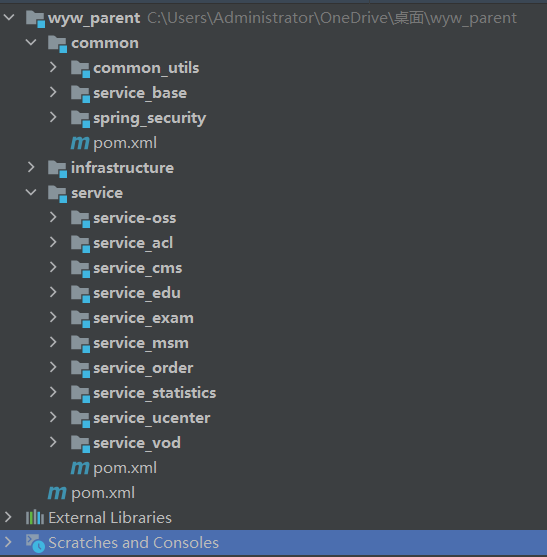 wyw_parent C:\Users\Administrator\OneDrive\桌面\wyw_parent
common
common_utils
service_base
spring_security
pom.xml
infrastructure
service
service-oss
service_acl
service_cms
service_edu
service_exam
service_msm
service_order
service_statistics
service_ucenter
service_vod
pom.xml
pom.xml
External Libraries
Scratches and Consoles